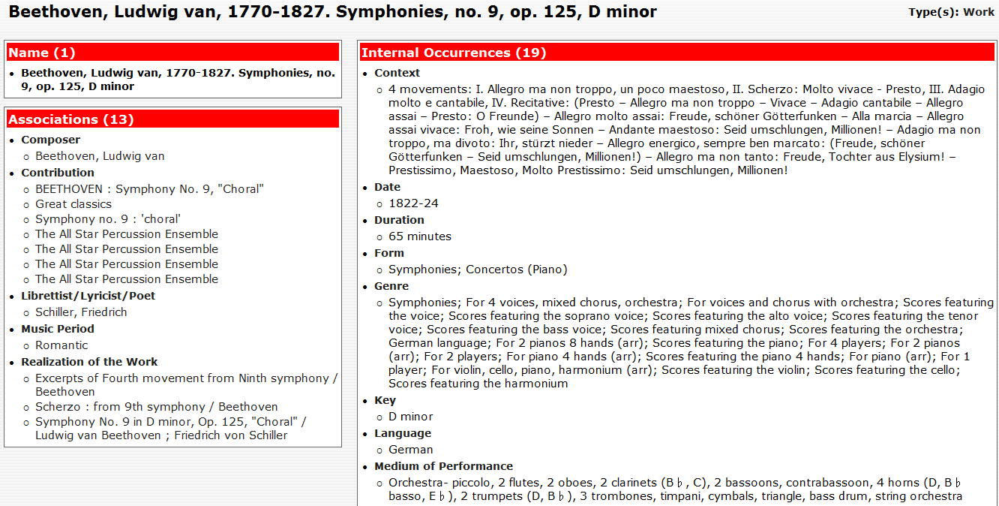 Beethoven, Ludwig van, 1770-1827. Symphonies, no. 9, op. 125, D minor
Type(s): Work
Name (1)
Beethoven, Ludwig van, 1770-1827. Symphonies, no.
9, op. 125, D minor
Associations (13)
Composer
Beethoven, Ludwig van
Contribution
BEETHOVEN : Symphony No. 9, "Choral"
Great classics
Symphony no. 9 : 'choral'
The All Star Percussion Ensemble
The All Star Percussion Ensemble
The All Star Percussion Ensemble
The All Star Percussion Ensemble
Librettist/Lyricist/Poet
Schiller, Friedrich
Music Period
Romantic
Realization of the Work
Excerpts of Fourth movement from Ninth symphony /
Beethoven
Scherzo : from 9th symphony / Beethoven
Symphony No. 9 in D minor, Op. 125, "Choral" /
Ludwig van Beethoven ; Friedrich von Schiller
Internal Occurrences (19)
Context
4 movements: I. Allegro ma non troppo, un poco maestoso, II. Scherzo: Molto vivace - Presto, III. Adagio
molto e cantabile, IV. Recitative: (Presto – Allegro ma non troppo – Vivace – Adagio cantabile – Allegro
assai – Presto: O Freunde) – Allegro molto assai: Freude, schöner Götterfunken – Alla marcia – Allegro
assai vivace: Froh, wie seine Sonnen – Andante maestoso: Seid umschlungen, Millionen! – Adagio ma non
troppo, ma divoto: Ihr, stürzt nieder – Allegro energico, sempre ben marcato: (Freude, schöner
Götterfunken – Seid umschlungen, Millionen!) – Allegro ma non tanto: Freude, Tochter aus Elysium! –
Prestissimo, Maestoso, Molto Prestissimo: Seid umschlungen, Millionen!
Date
1822-24
Duration
65 minutes
Form
Symphonies; Concertos (Piano)
Genre
Symphonies; For 4 voices, mixed chorus, orchestra; For voices and chorus with orchestra; Scores featuring
the voice; Scores featuring the soprano voice; Scores featuring the alto voice; Scores featuring the tenor
voice; Scores featuring the bass voice; Scores featuring mixed chorus; Scores featuring the orchestra;
German language; For 2 pianos 8 hands (arr); Scores featuring the piano; For 4 players; For 2 pianos
(arr); For 2 players; For piano 4 hands (arr); Scores featuring the piano 4 hands; For piano (arr); For 1
player; For violin, cello, piano, harmonium (arr); Scores featuring the violin; Scores featuring the cello;
Scores featuring the harmonium
Key
D minor
Language
German
Medium of Performance
Orchestra- piccolo, 2 flutes, 2 oboes, 2 clarinets (B♭, C), 2 bassoons, contrabassoon, 4 horns (D, B♭
basso, E♭), 2 trumpets (D, B♭), 3 trombones, timpani, cymbals, triangle, bass drum, string orchestra